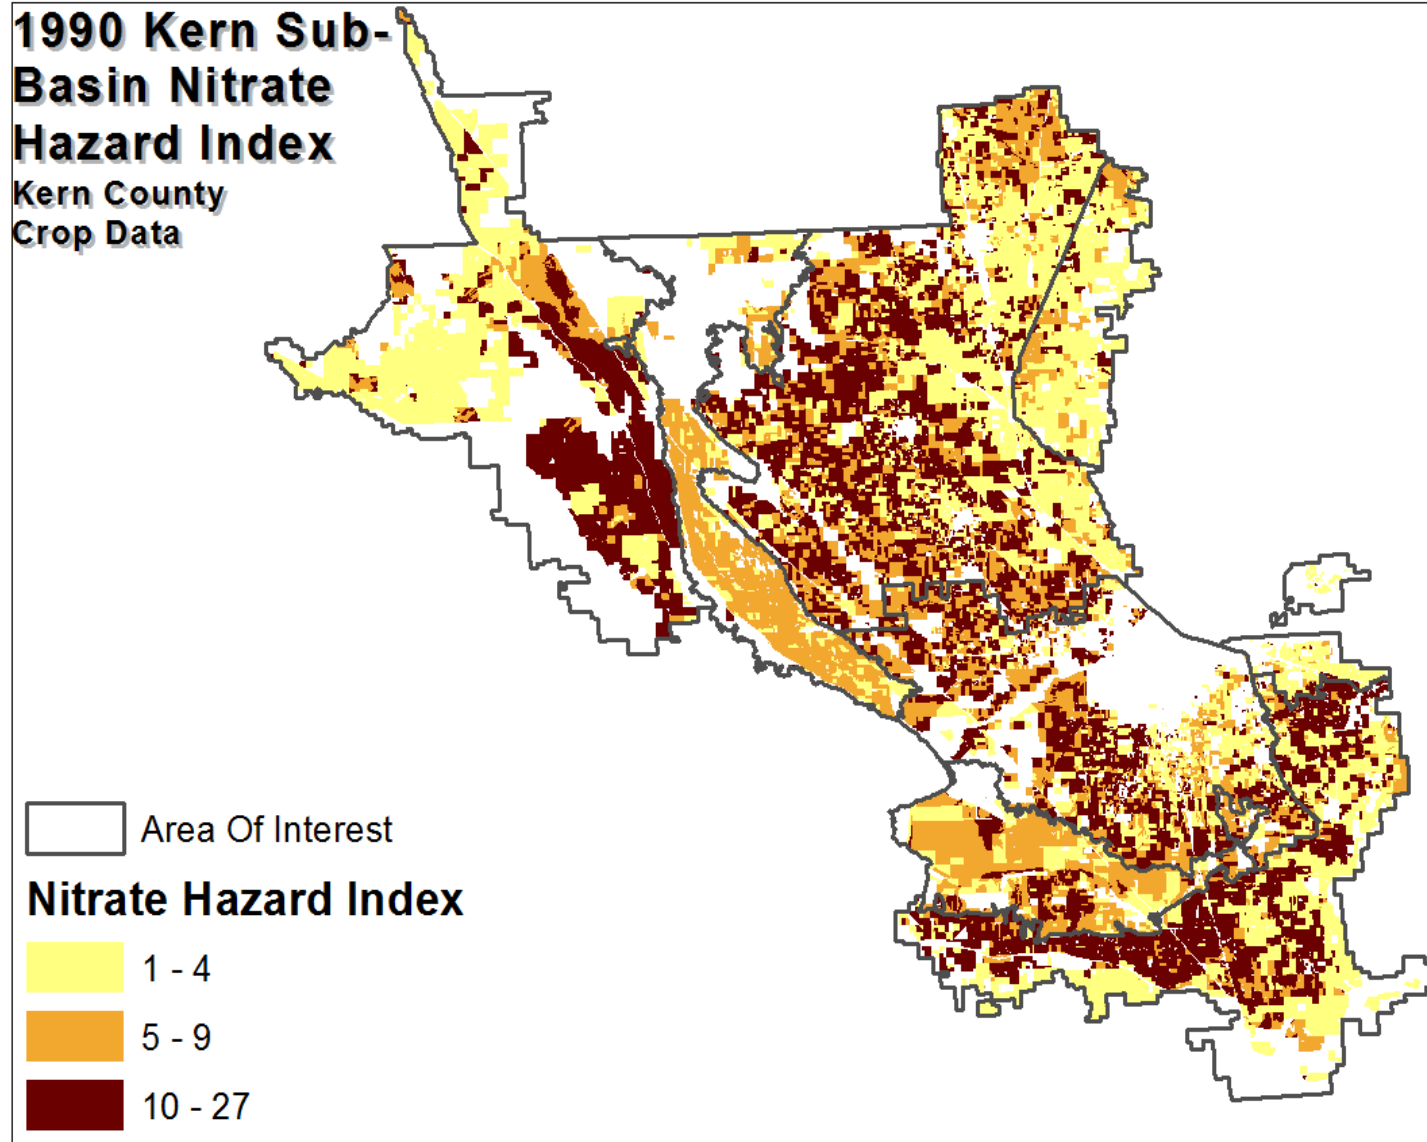 1990 Kern Sub-
Basin Nitrate
Hazard Index
Kern County
Crop Data
Area Of Interest
Nitrate Hazard Index
1 - 4
5 - 9
10 - 27